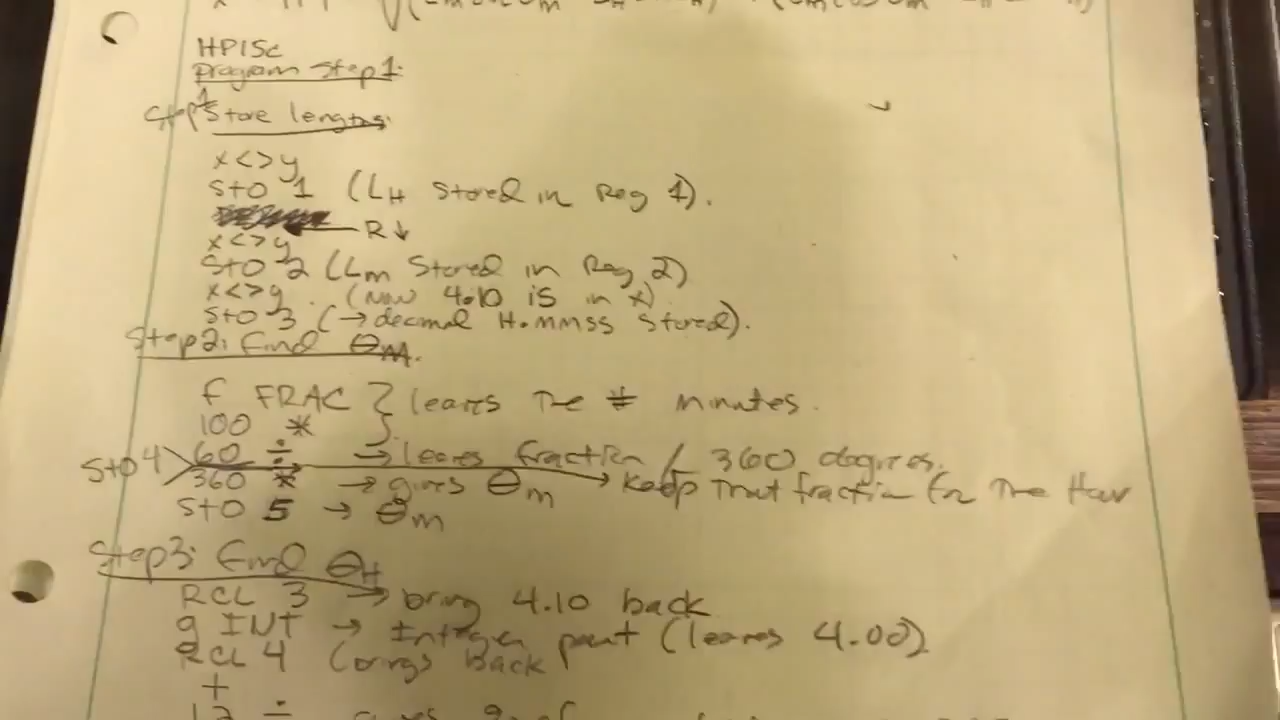 HP15c
program step 1:
Step 1 Store lengths:
x<>y
Sto 1 (LH Stored in Reg 1).
R↓
x<>y
Sto 2 (Lm Stored in Reg 2)
x<>y. (now 4.10 is in x)
Sto 3 (→decimal H.MMSS stored).
Step2: Find θM.
f FRAC } leaves the # minutes.
100 *
60 ÷ → leaves fraction / 360 degrees.
Sto 4
360 * → gives θm → keep that fraction for the Hour
Sto 5 → θm
Step3: Find θH
RCL 3 → bring 4.10 back
g INT → Integer part (leaves 4.00)
RCL 4 (brings back
+
12 ÷